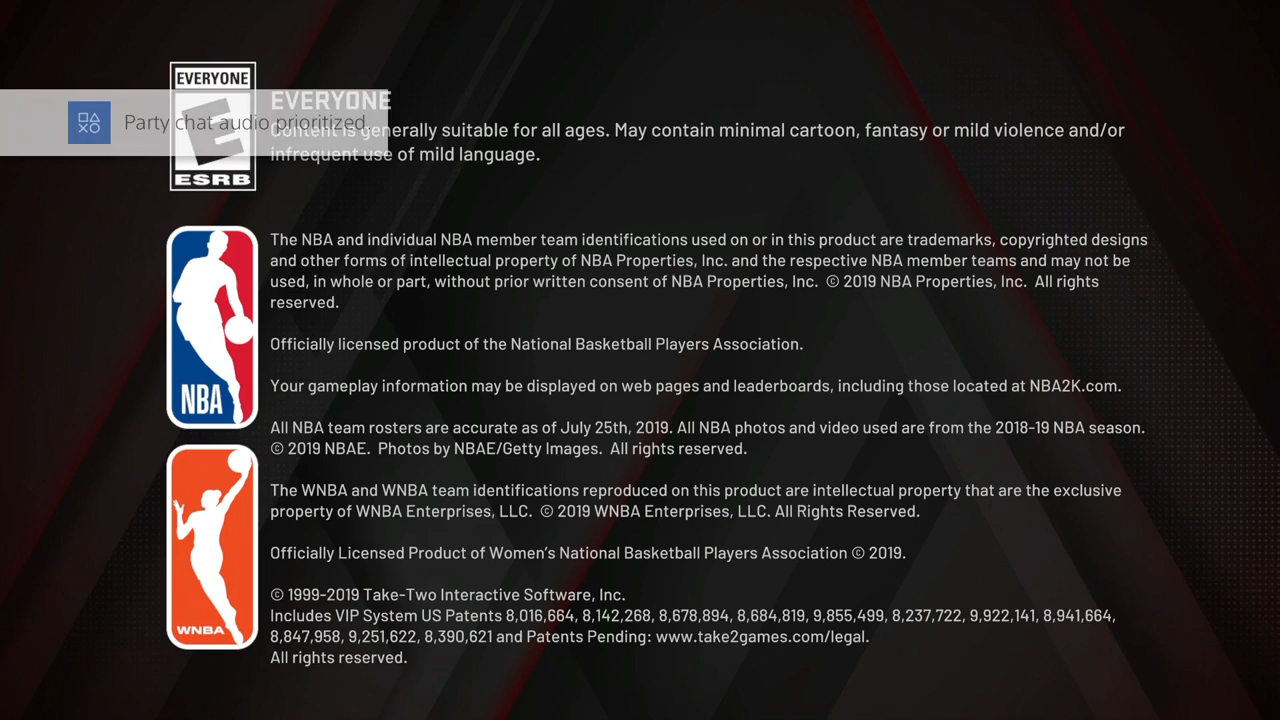 EVERYONE
E
ESRB
Party chat audio prioritized
EVERYONE
Content is generally suitable for all ages. May contain minimal cartoon, fantasy or mild violence and/or
infrequent use of mild language.
NBA
The NBA and individual NBA member team identifications used on or in this product are trademarks, copyrighted designs
and other forms of intellectual property of NBA Properties, Inc. and the respective NBA member teams and may not be
used, in whole or part, without prior written consent of NBA Properties, Inc.  © 2019 NBA Properties, Inc.  All rights
reserved.
Officially licensed product of the National Basketball Players Association.
Your gameplay information may be displayed on web pages and leaderboards, including those located at NBA2K.com.
All NBA team rosters are accurate as of July 25th, 2019. All NBA photos and video used are from the 2018-19 NBA season.
© 2019 NBAE.  Photos by NBAE/Getty Images.  All rights reserved.
WNBA
The WNBA and WNBA team identifications reproduced on this product are intellectual property that are the exclusive
property of WNBA Enterprises, LLC.  © 2019 WNBA Enterprises, LLC. All Rights Reserved.
Officially Licensed Product of Women's National Basketball Players Association © 2019.
© 1999-2019 Take-Two Interactive Software, Inc.
Includes VIP System US Patents 8,016,664, 8,142,268, 8,678,894, 8,684,819, 9,855,499, 8,237,722, 9,922,141, 8,941,664,
8,847,958, 9,251,622, 8,390,621 and Patents Pending: www.take2games.com/legal.
All rights reserved.